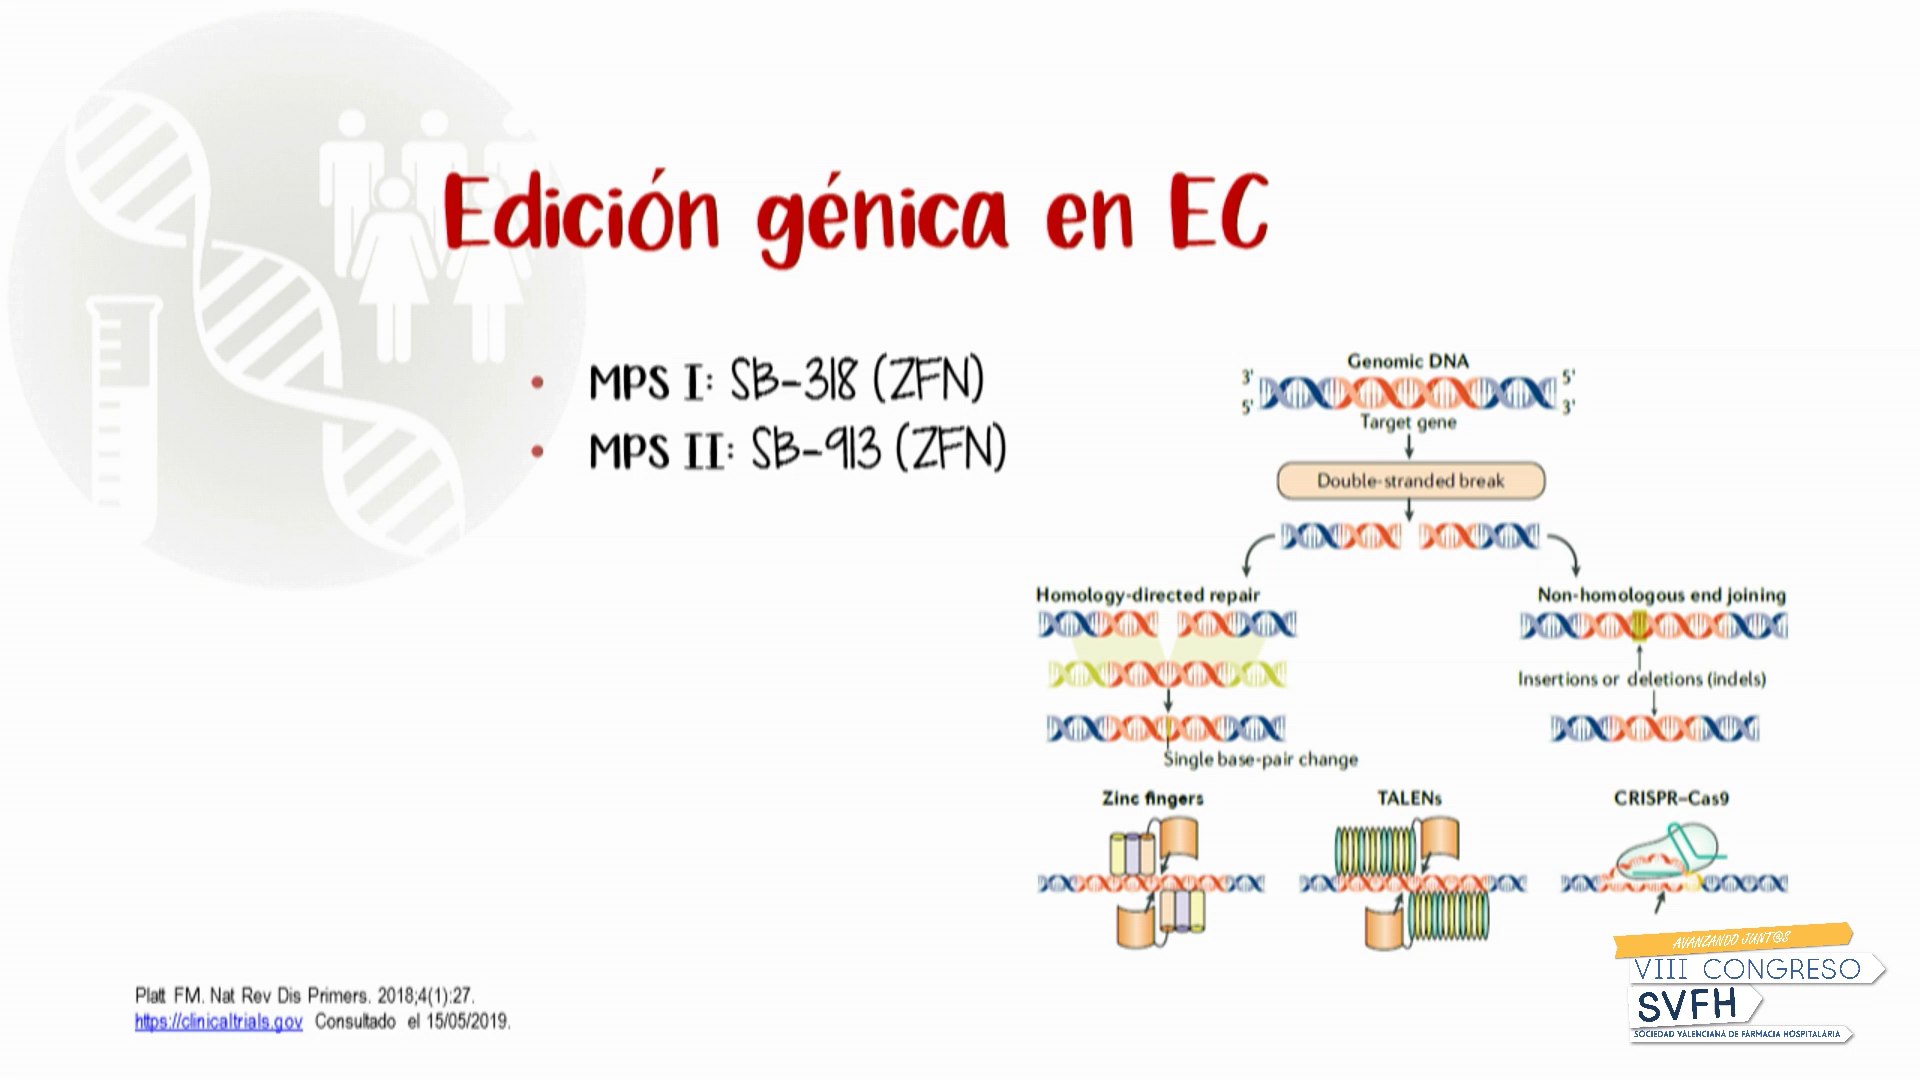 Edición génica en EC
• MPS I: SB-318 (ZFN)
• MPS II: SB-913 (ZFN)
Genomic DNA
3' 5'
5' 3'
Target gene
Double-stranded break
Homology-directed repair
Non-homologous end joining
Insertions or deletions (indels)
Single base-pair change
Zinc fingers
TALENs
CRISPR–Cas9
Platt FM. Nat Rev Dis Primers. 2018;4(1):27.
https://clinicaltrials.gov Consultado el 15/05/2019.
AVANZANDO JUNT@S
VIII CONGRESO
SVFH
SOCIEDAD VALENCIANA DE FARMACIA HOSPITALARIA